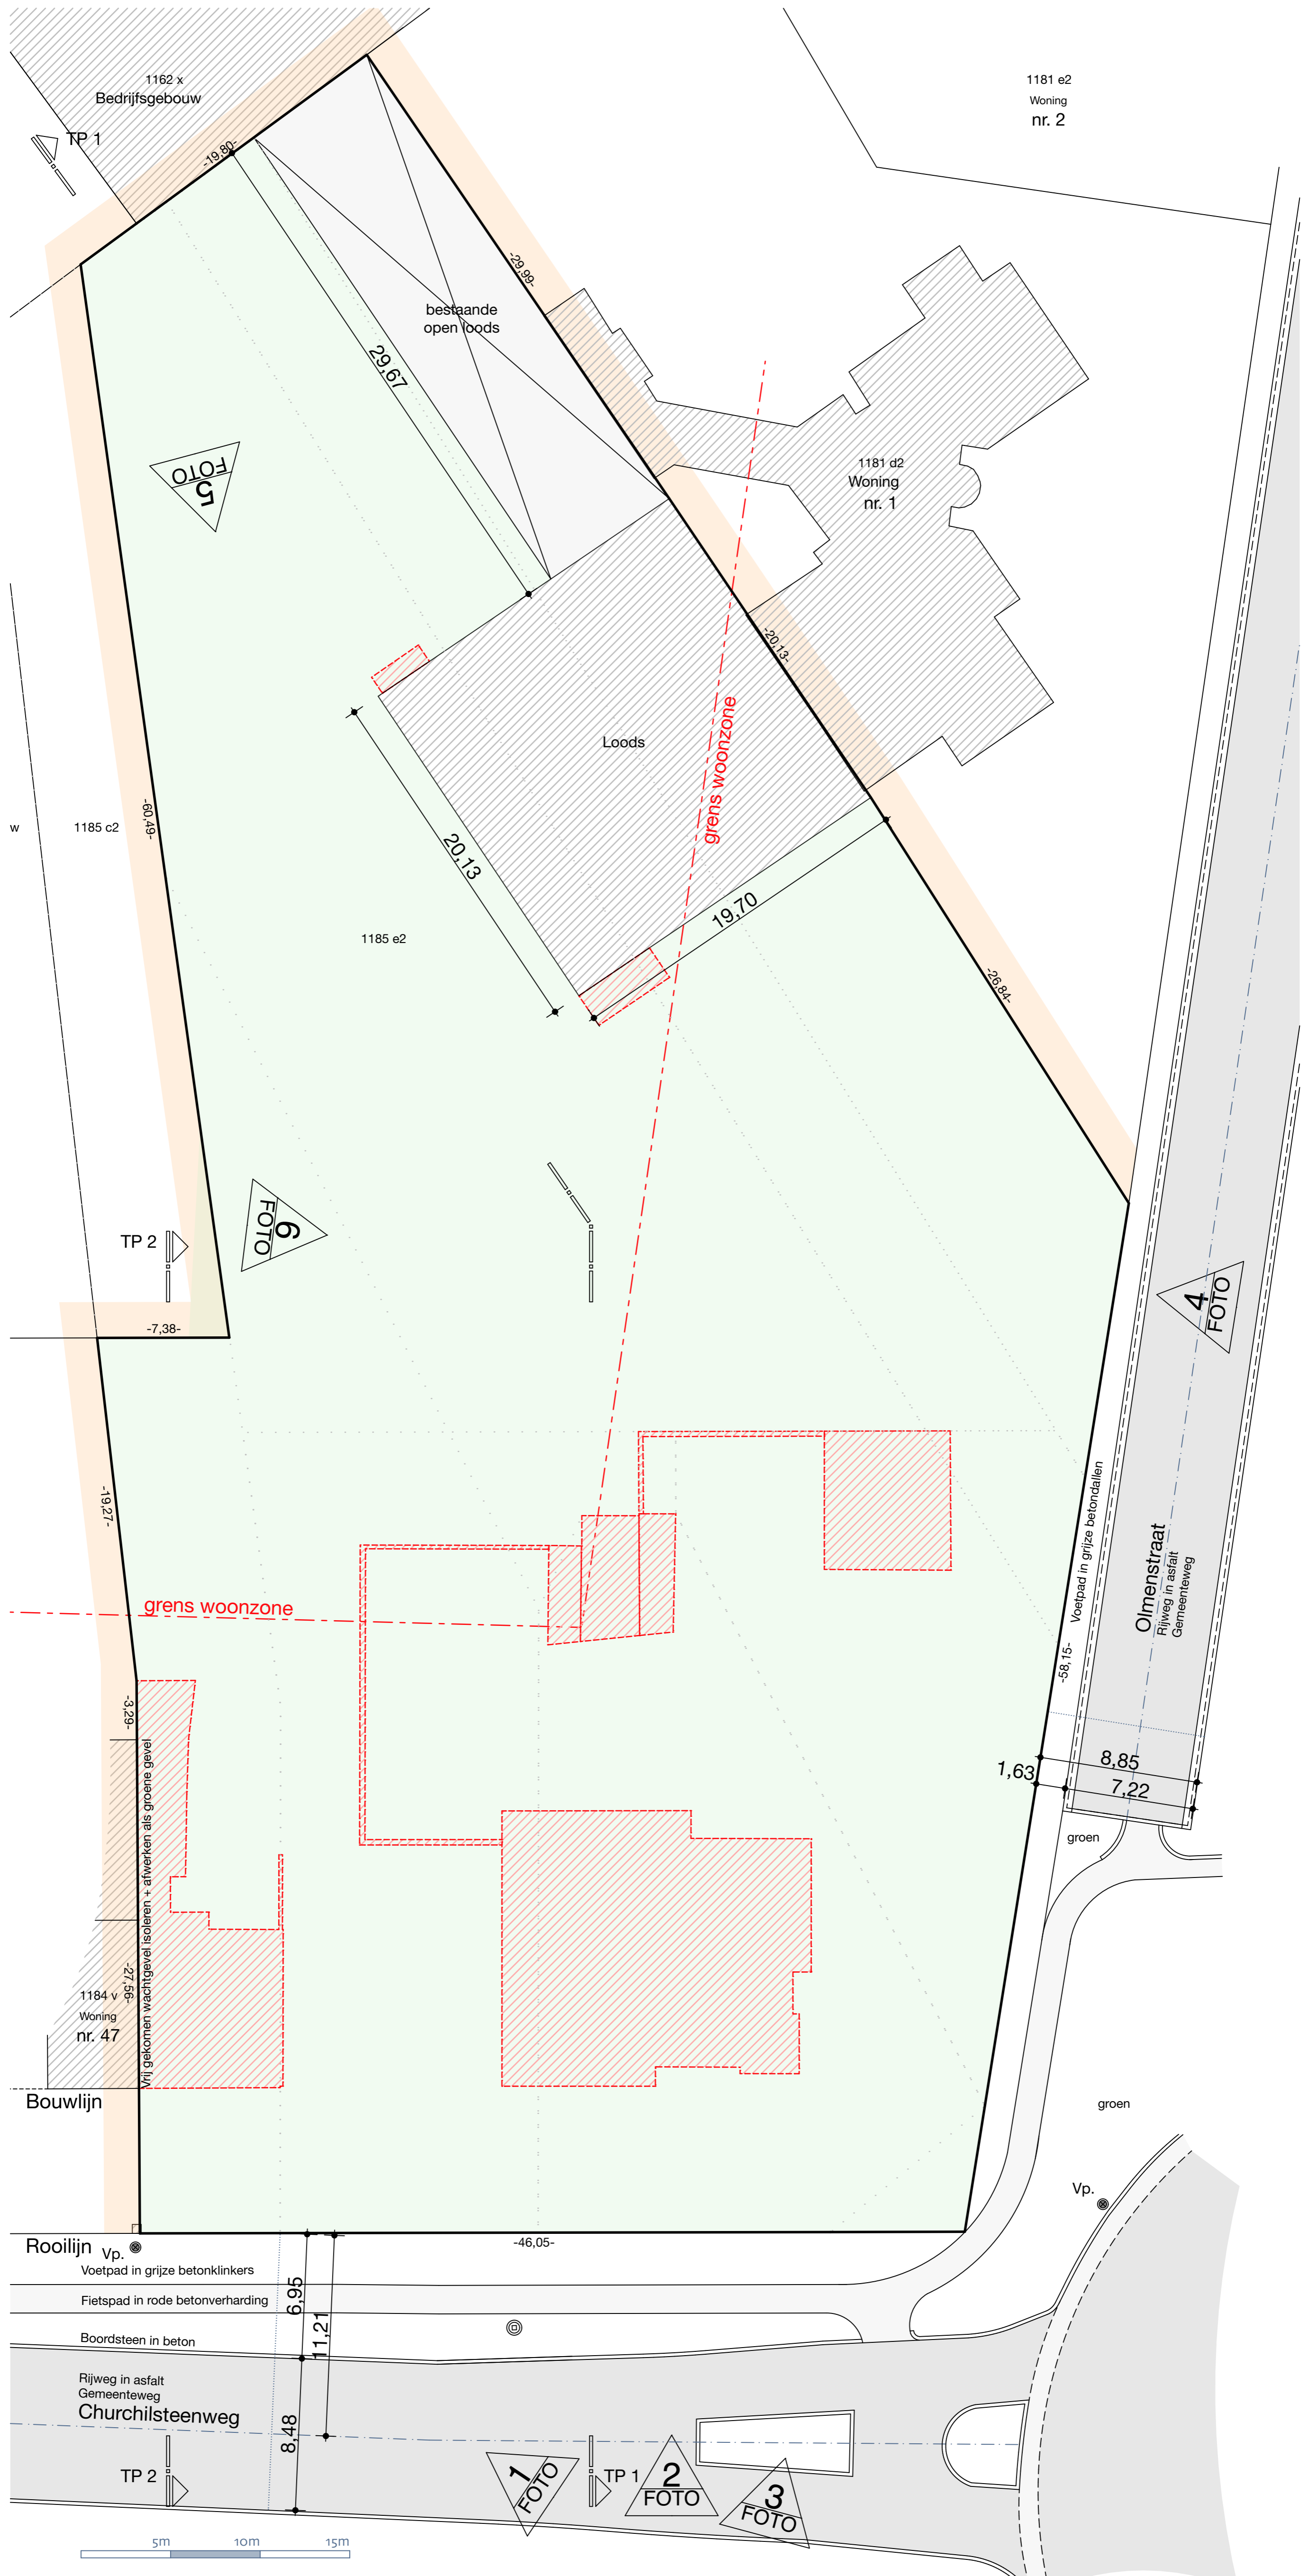 1162 x
Bedrijfsgebouw
TP 1
-19,80-
1181 e2
Woning
nr. 2
-29,99-
bestaande
open loods
29,67
1181 d2
Woning
nr. 1
5
FOTO
-20,13-
grens woonzone
Loods
w
1185 c2
-60,49-
20,13
19,70
1185 e2
-26,84-
6
FOTO
TP 2
4
FOTO
-7,38-
-19,27-
Voetpad in grijze betondallen
Olmenstraat
Rijweg in asfalt
Gemeenteweg
grens woonzone
-58,15-
-3,29-
Vrij gekomen wachtgevel isoleren + afwerken als groene gevel
8,85
1,63
7,22
groen
-27,56-
1184 v
Woning
nr. 47
Bouwlijn
groen
Vp.
Rooilijn
Vp.
-46,05-
Voetpad in grijze betonklinkers
6,95
Fietspad in rode betonverharding
11,21
Boordsteen in beton
Rijweg in asfalt
Gemeenteweg
Churchilsteenweg
8,48
TP 2
1
FOTO
TP 1
2
FOTO
3
FOTO
5m 10m 15m